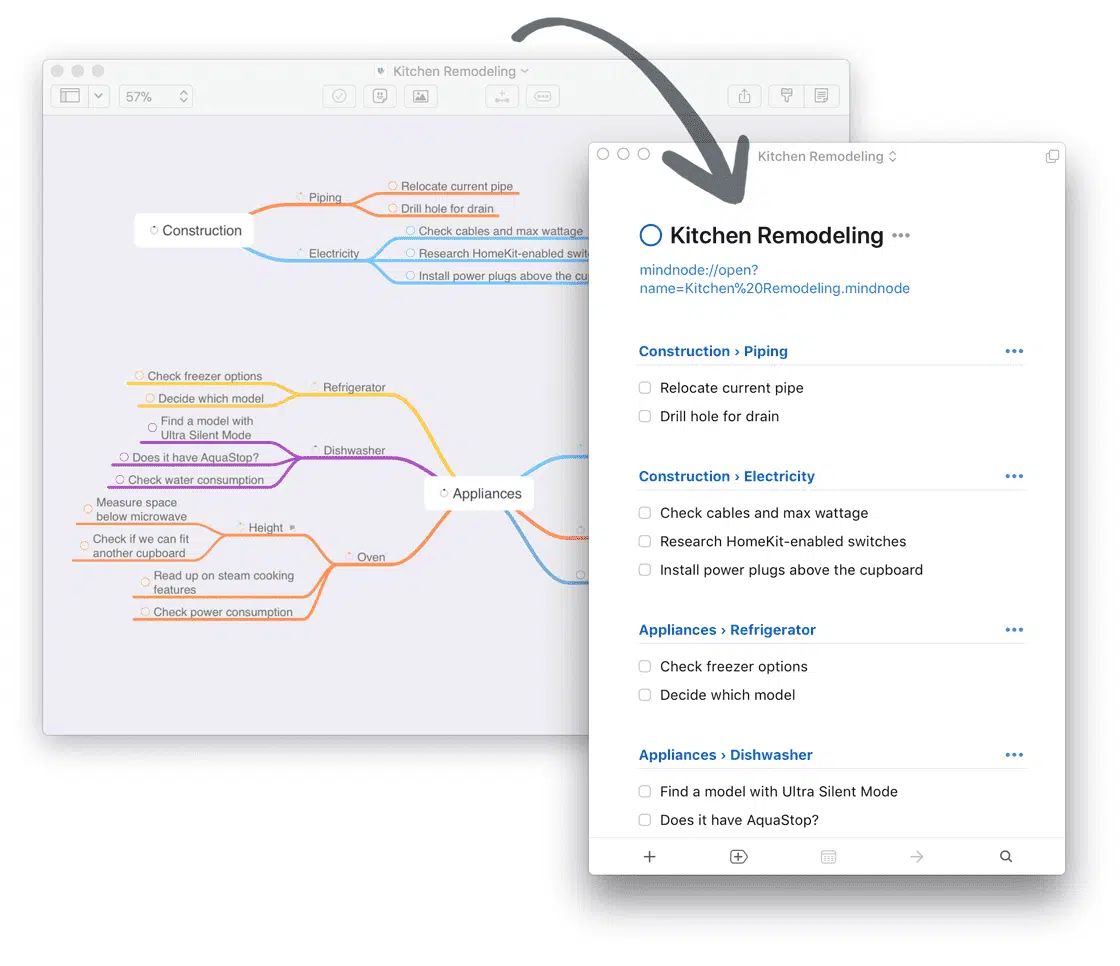 Kitchen Remodeling
57%
Construction
Piping
Relocate current pipe
Drill hole for drain
Electricity
Check cables and max wattage
Research HomeKit-enabled
Install power plugs above the
Appliances
Refrigerator
Check freezer options
Decide which model
Dishwasher
Find a model with
Ultra Silent Mode
Does it have AquaStop?
Check water consumption
Oven
Height
Measure space
below microwave
Check if we can fit
another cupboard
Read up on steam cooking
features
Check power consumption
Kitchen Remodeling
Kitchen Remodeling
mindnode://open?
name=Kitchen%20Remodeling.mindnode
Construction › Piping
Relocate current pipe
Drill hole for drain
Construction › Electricity
Check cables and max wattage
Research HomeKit-enabled switches
Install power plugs above the cupboard
Appliances › Refrigerator
Check freezer options
Decide which model
Appliances › Dishwasher
Find a model with Ultra Silent Mode
Does it have AquaStop?